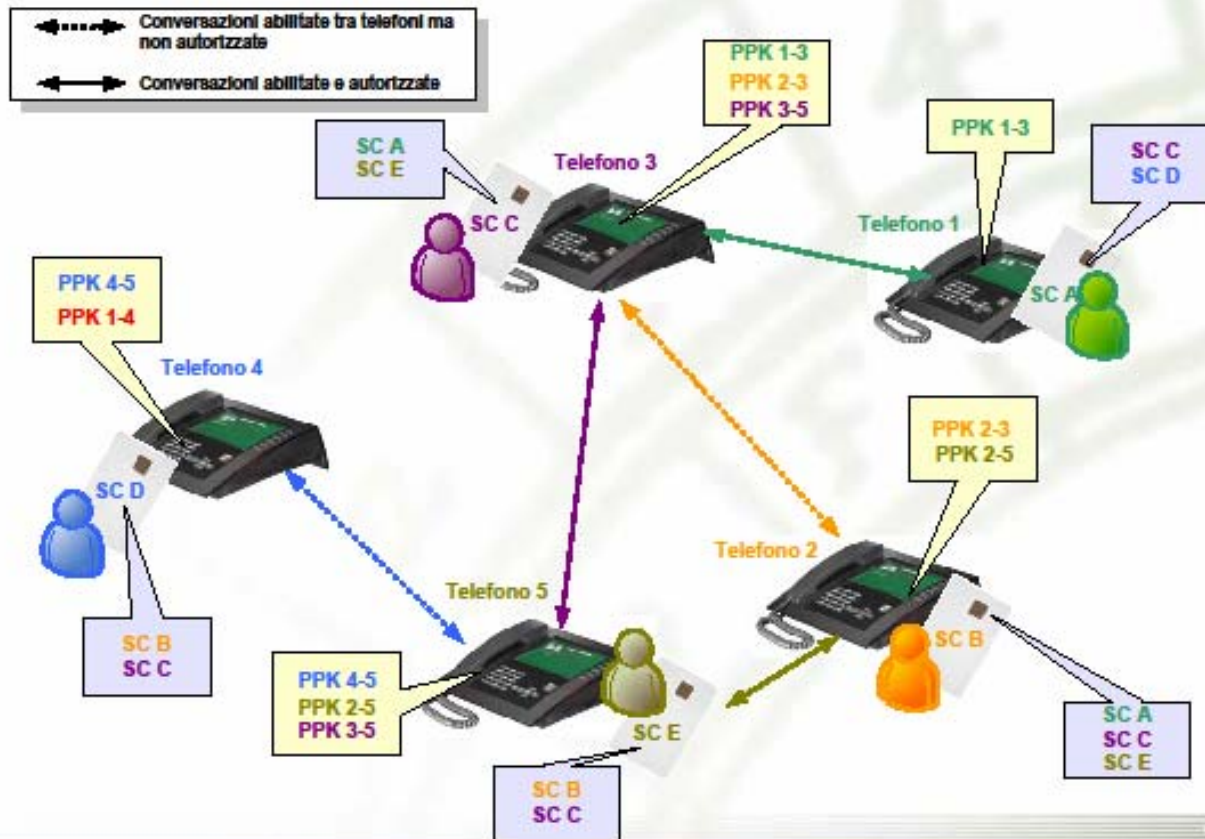 Conversazioni abilitate tra telefoni ma
non autorizzate
Conversazioni abilitate e autorizzate
PPK 1-3
PPK 2-3
PPK 3-5
PPK 1-3
SC A
SC E
Telefono 3
SC C
SC D
SC C
Telefono 1
SC A
PPK 4-5
PPK 1-4
Telefono 4
PPK 2-3
PPK 2-5
SC D
Telefono 2
Telefono 5
SC B
SC B
SC C
PPK 4-5
PPK 2-5
PPK 3-5
SC E
SC A
SC C
SC E
SC B
SC C